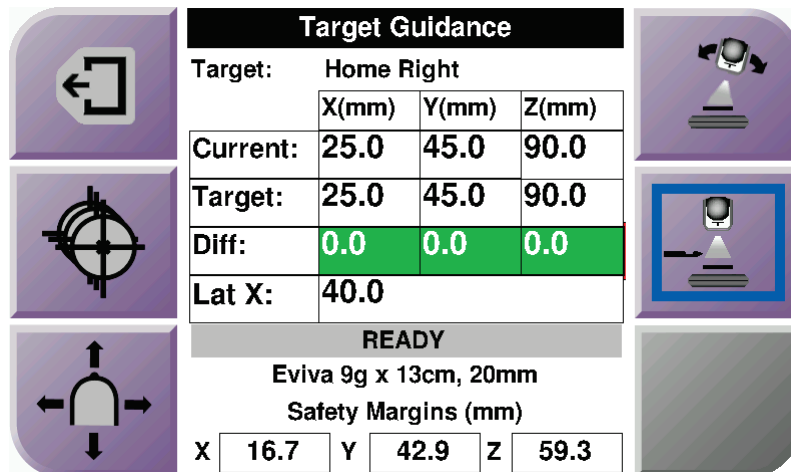 Target Guidance
Target: Home Right
X(mm) Y(mm) Z(mm)
Current: 25.0 45.0 90.0
Target: 25.0 45.0 90.0
Diff: 0.0 0.0 0.0
Lat X: 40.0
READY
Eviva 9g x 13cm, 20mm
Safety Margins (mm)
X 16.7 Y 42.9 Z 59.3